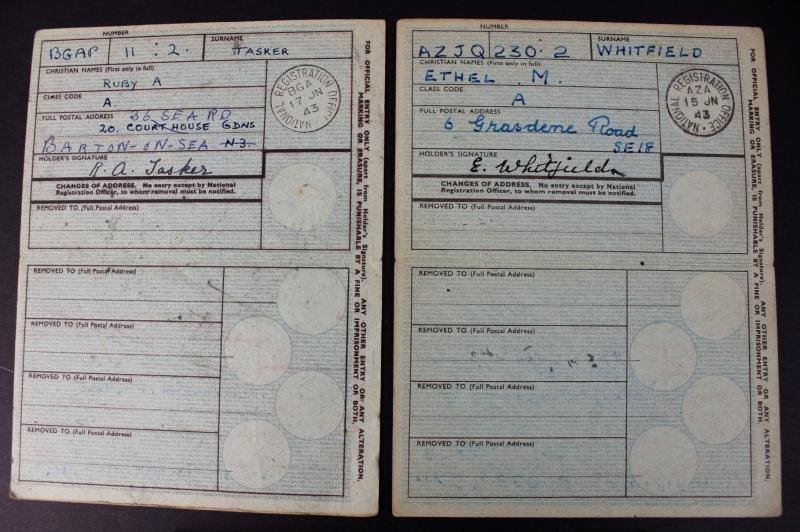 NUMBER SURNAME
BGAP 11 : 2. TASKER
CHRISTIAN NAMES (First only in full)
RUBY A
CLASS CODE
A.
FULL POSTAL ADDRESS 36 SEA RD
20. COURT HOUSE GDNS
BARTON-ON-SEA N3.
HOLDER'S SIGNATURE
R. A. Tasker
CHANGES OF ADDRESS. No entry except by National
Registration Officer, to whom removal must be notified.
REMOVED TO (Full Postal Address)
REMOVED TO (Full Postal Address)
REMOVED TO (Full Postal Address)
REMOVED TO (Full Postal Address)
REMOVED TO (Full Postal Address)
NATIONAL REGISTRATION OFFICE
BGA
17 JN
43
FOR OFFICIAL ENTRY ONLY (apart from Holder's Signature). ANY OTHER ENTRY OR ANY ALTERATION,
MARKING OR ERASURE, IS PUNISHABLE BY A FINE OR IMPRISONMENT OR BOTH.
NUMBER SURNAME
AZJQ 230 : 2 WHITFIELD
CHRISTIAN NAMES (First only in full)
ETHEL . M.
CLASS CODE
A
FULL POSTAL ADDRESS
6 Grasdene Road
SE18
HOLDER'S SIGNATURE
E. Whitfield
CHANGES OF ADDRESS. No entry except by National
Registration Officer, to whom removal must be notified.
REMOVED TO (Full Postal Address)
REMOVED TO (Full Postal Address)
REMOVED TO (Full Postal Address)
REMOVED TO (Full Postal Address)
REMOVED TO (Full Postal Address)
NATIONAL REGISTRATION OFFICE
AZA
15 JN
43
FOR OFFICIAL ENTRY ONLY (apart from Holder's Signature). ANY OTHER ENTRY OR ANY ALTERATION,
MARKING OR ERASURE, IS PUNISHABLE BY A FINE OR IMPRISONMENT OR BOTH.